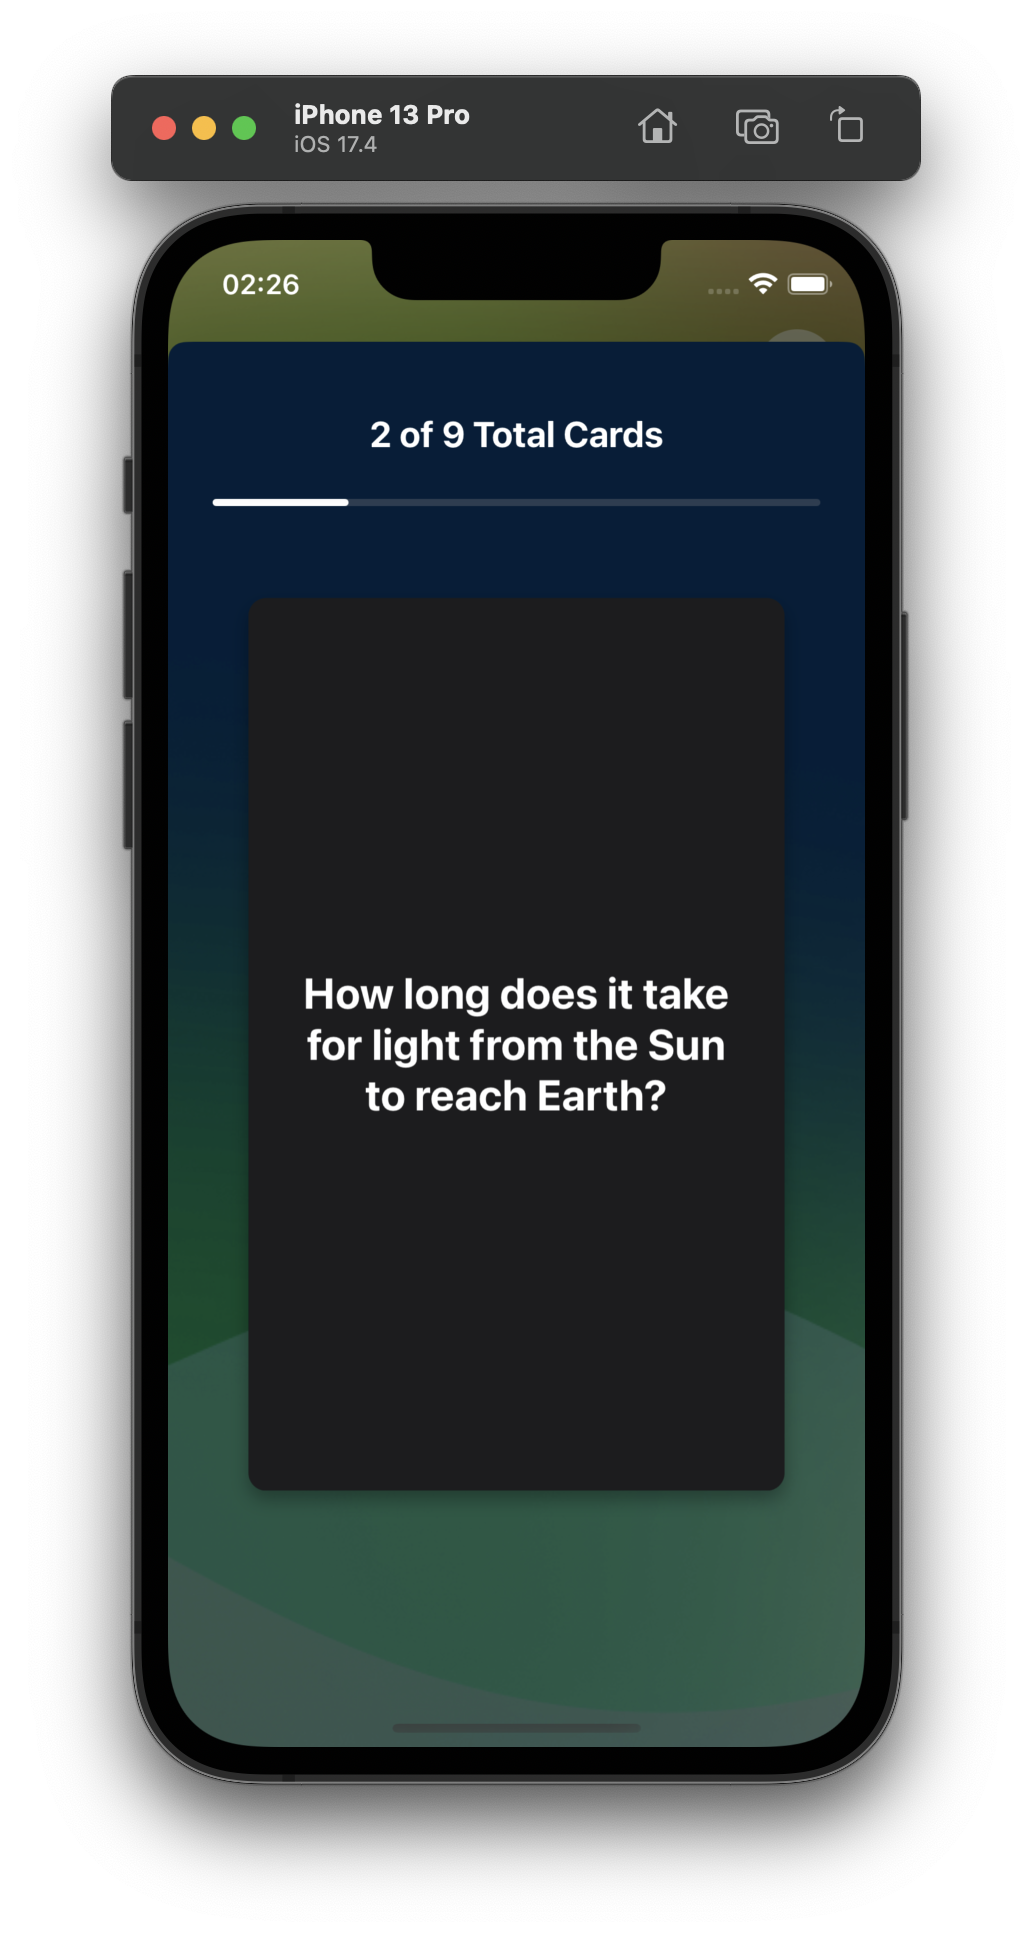 iPhone 13 Pro
iOS 17.4
02:26
2 of 9 Total Cards
How long does it take
for light from the Sun
to reach Earth?